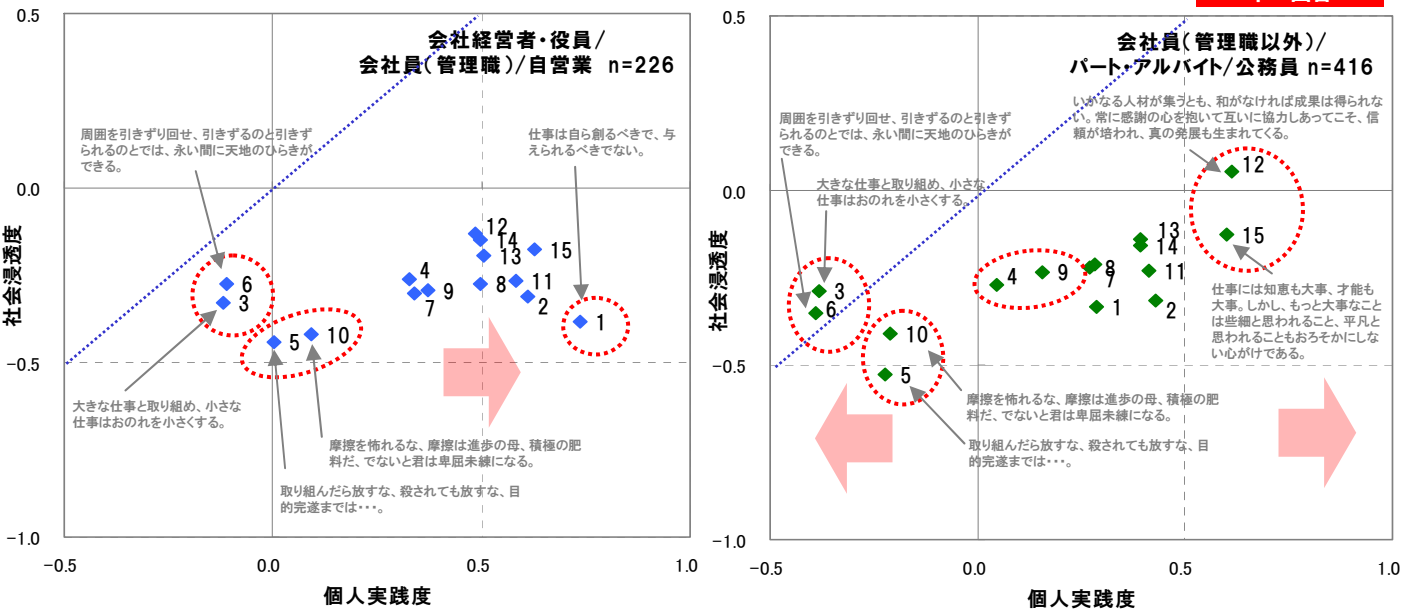 0.5
会社経営者・役員/
会社員(管理職)/自営業 n=226
周囲を引きずり回せ、引きずるのと引きず
られるのとでは、永い間に天地のひらきが
できる。
仕事は自ら創るべきで、与
えられるべきでない。
0.0
社会浸透度
12
14
13
15
6
3
4
9
7
8
11
2
1
5
10
-0.5
大きな仕事と取り組め、小さな
仕事はおのれを小さくする。
摩擦を怖れるな、摩擦は進歩の母、積極の肥
料だ、でないと君は卑屈未練になる。
取り組んだら放すな、殺されても放すな、目
的完遂までは・・・。
-1.0
-0.5
0.0
0.5
1.0
個人実践度
0.5
会社員(管理職以外)/
パート・アルバイト/公務員 n=416
いかなる人材が集うとも、和がなければ成果は得られな
い。常に感謝の心を抱いて互いに協力しあってこそ、信
頼が培われ、真の発展も生まれてくる。
周囲を引きずり回せ、引きずるのと引きず
られるのとでは、永い間に天地のひらきが
できる。
大きな仕事と取り組め、小さな
仕事はおのれを小さくする。
0.0
社会浸透度
12
15
13
14
8
7
11
4
9
3
6
1
2
10
5
仕事には知恵も大事、才能も
大事。しかし、もっと大事なこと
は些細と思われること、平凡と
思われることもおろそかにしな
い心がけである。
-0.5
摩擦を怖れるな、摩擦は進歩の母、積極の肥
料だ、でないと君は卑屈未練になる。
取り組んだら放すな、殺されても放すな、目
的完遂までは・・・。
-1.0
-0.5
0.0
0.5
1.0
個人実践度